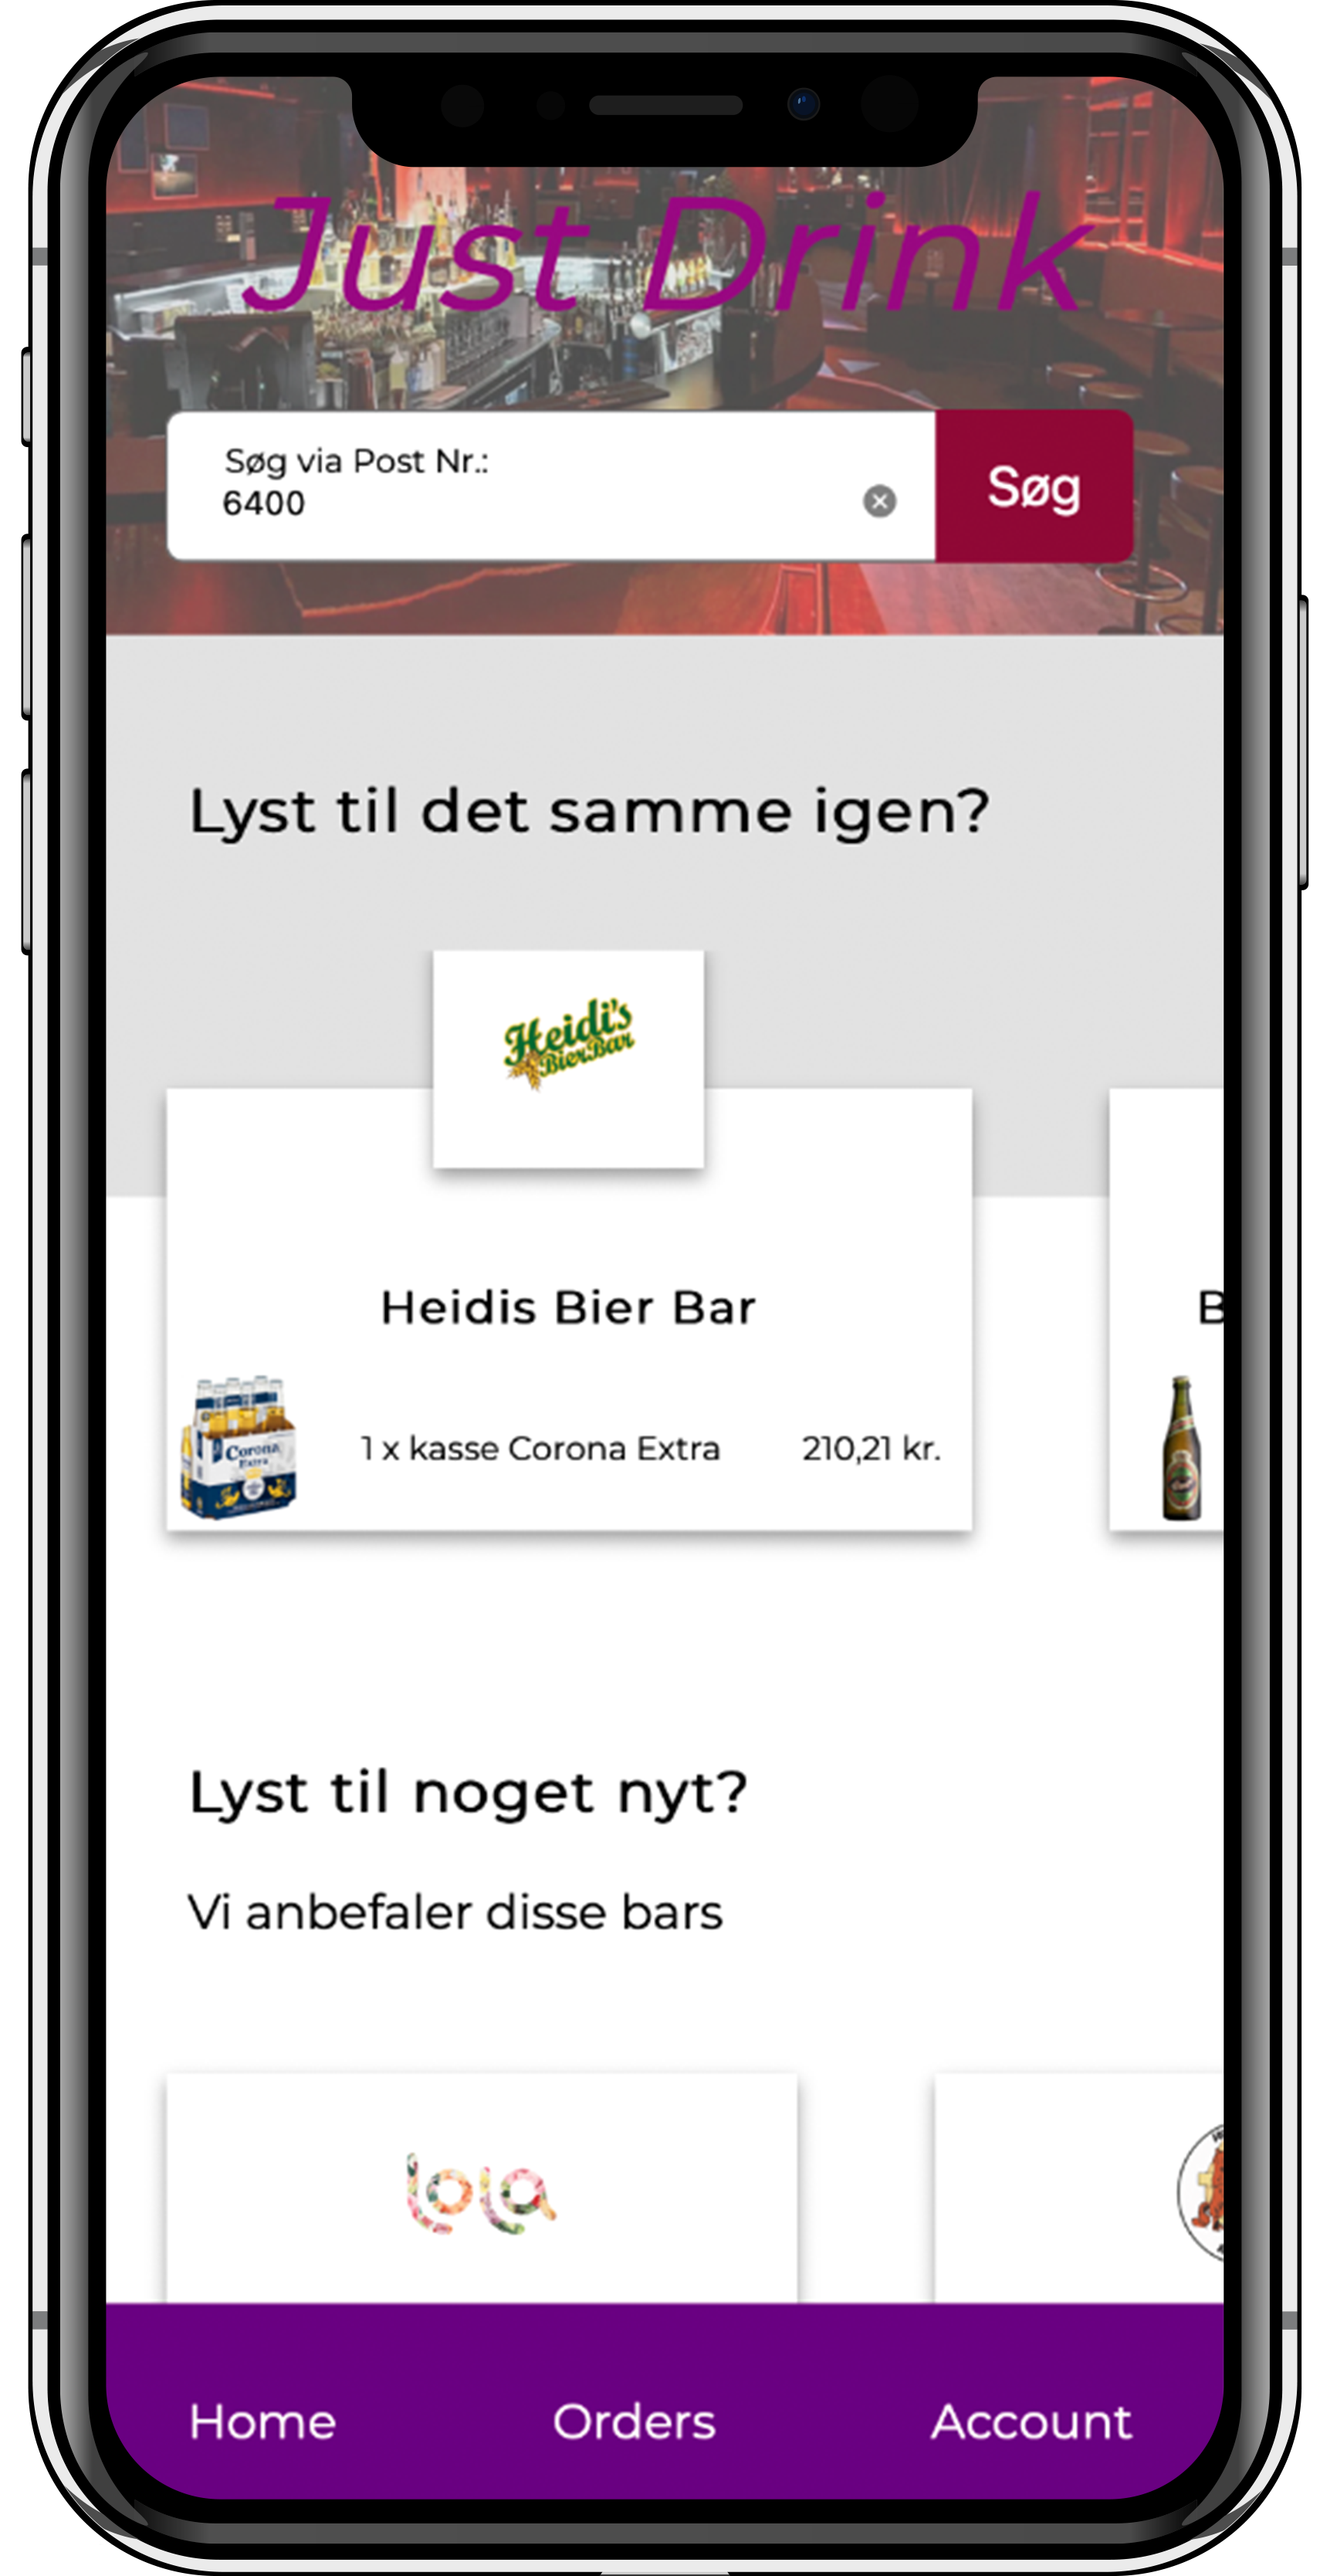 Just Drink
Søg via Post Nr.:
6400
Søg
Lyst til det samme igen?
Heidi's
BierBar
Heidis Bier Bar
B
Corona
Extra
1 x kasse Corona Extra
210,21 kr.
Lyst til noget nyt?
Vi anbefaler disse bars
Lola
Home
Orders
Account